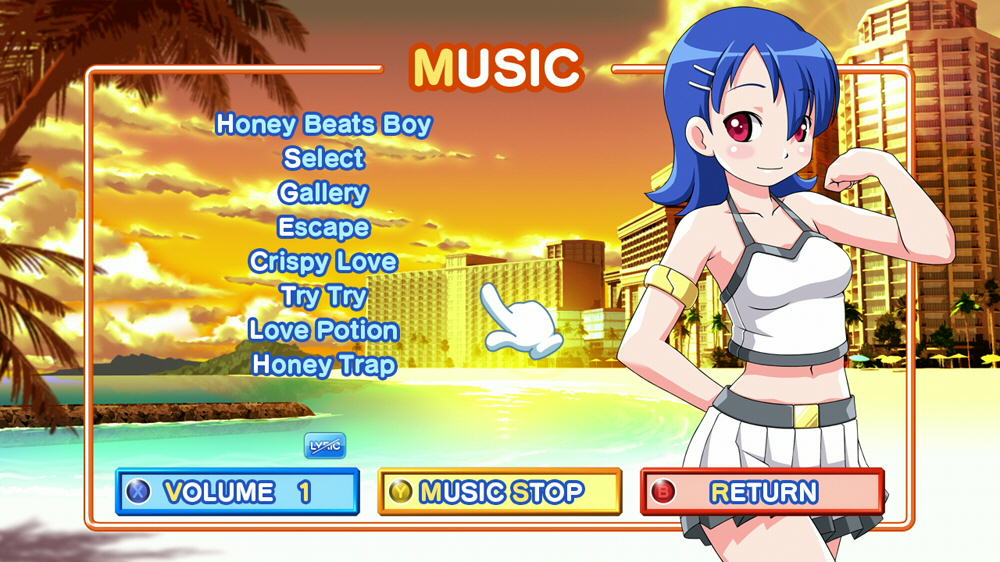 MUSIC
Honey Beats Boy
Select
Gallery
Escape
Crispy Love
Try Try
Love Potion
Honey Trap
LYRIC
X VOLUME 1
Y MUSIC STOP
B RETURN